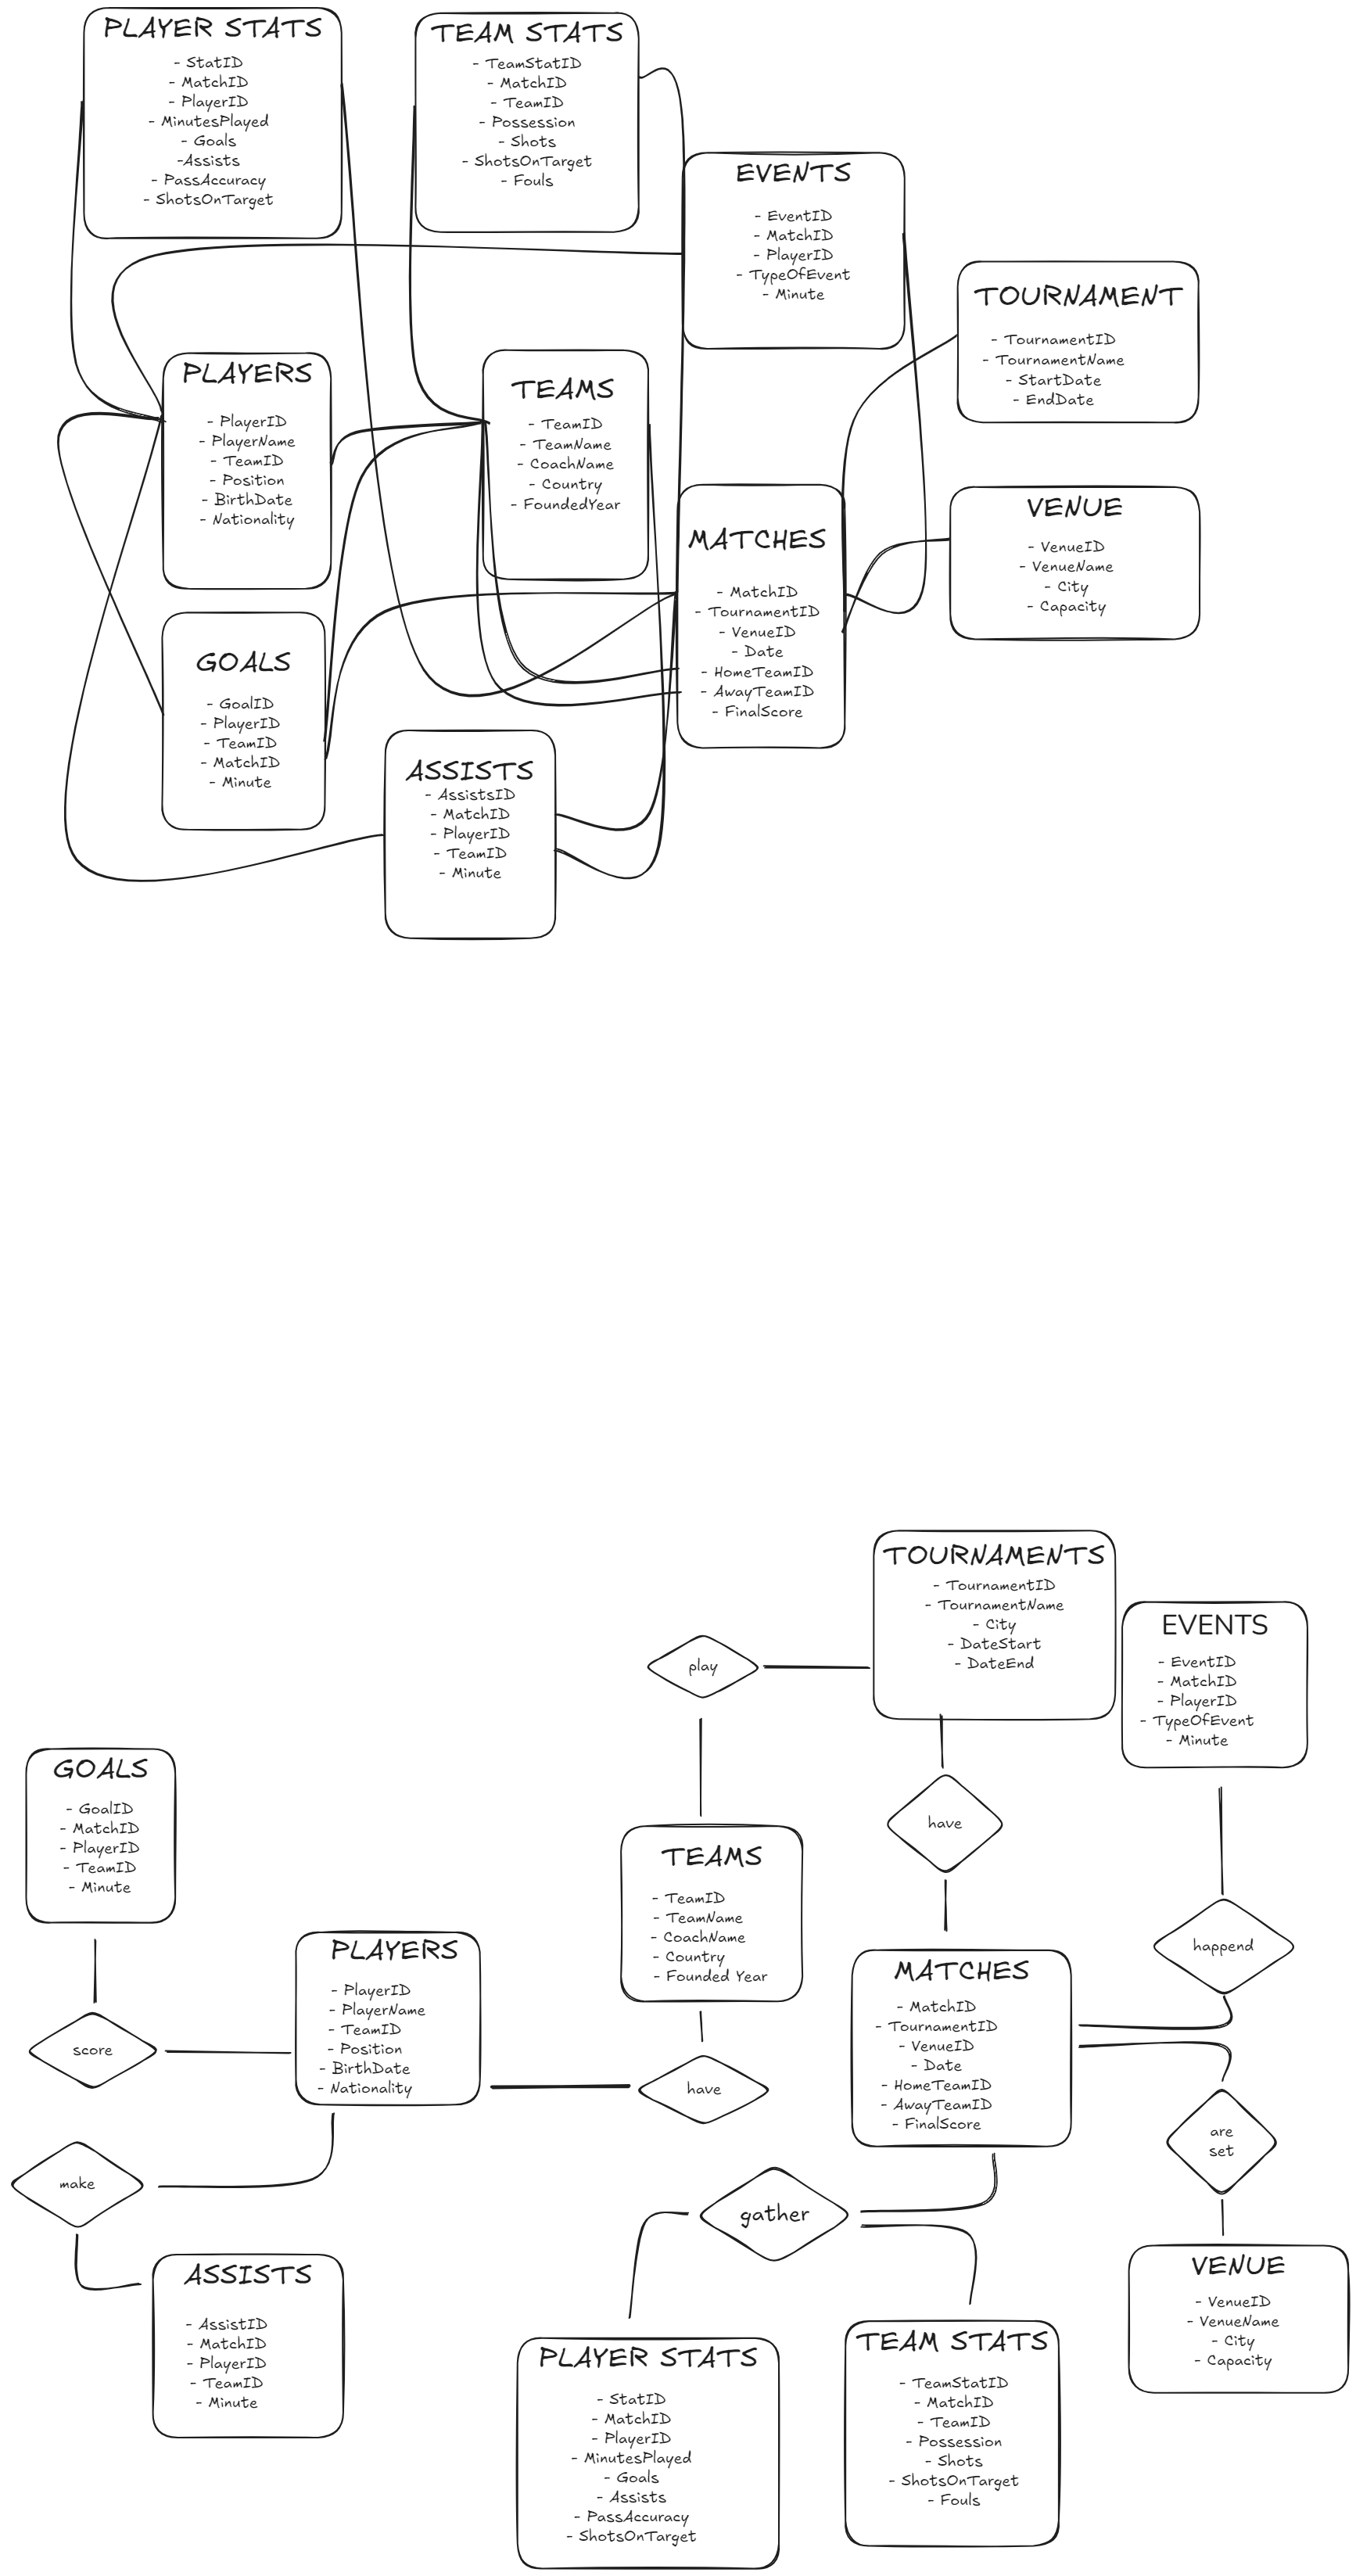 PLAYER STATS
- StatID
- MatchID
- PlayerID
- MinutesPlayed
- Goals
-Assists
- PassAccuracy
- ShotsOnTarget
TEAM STATS
- TeamStatID
- MatchID
- TeamID
- Possession
- Shots
- ShotsOnTarget
- Fouls
EVENTS
- EventID
- MatchID
- PlayerID
- TypeOfEvent
- Minute
TOURNAMENT
- TournamentID
- TournamentName
- StartDate
- EndDate
PLAYERS
- PlayerID
- PlayerName
- TeamID
- Position
- BirthDate
- Nationality
TEAMS
- TeamID
- TeamName
- CoachName
- Country
- FoundedYear
MATCHES
- MatchID
- TournamentID
- VenueID
- Date
- HomeTeamID
- AwayTeamID
- FinalScore
VENUE
- VenueID
- VenueName
- City
- Capacity
GOALS
- GoalID
- PlayerID
- TeamID
- MatchID
- Minute
ASSISTS
- AssistsID
- MatchID
- PlayerID
- TeamID
- Minute
TOURNAMENTS
- TournamentID
- TournamentName
- City
- DateStart
- DateEnd
EVENTS
- EventID
- MatchID
- PlayerID
- TypeOfEvent
- Minute
play
GOALS
- GoalID
- MatchID
- PlayerID
- TeamID
- Minute
TEAMS
- TeamID
- TeamName
- CoachName
- Country
- Founded Year
have
PLAYERS
- PlayerID
- PlayerName
- TeamID
- Position
- BirthDate
- Nationality
MATCHES
- MatchID
- TournamentID
- VenueID
- Date
- HomeTeamID
- AwayTeamID
- FinalScore
happend
score
have
are
set
make
gather
ASSISTS
- AssistID
- MatchID
- PlayerID
- TeamID
- Minute
VENUE
- VenueID
- VenueName
- City
- Capacity
PLAYER STATS
- StatID
- MatchID
- PlayerID
- MinutesPlayed
- Goals
- Assists
- PassAccuracy
- ShotsOnTarget
TEAM STATS
- TeamStatID
- MatchID
- TeamID
- Possession
- Shots
- ShotsOnTarget
- Fouls